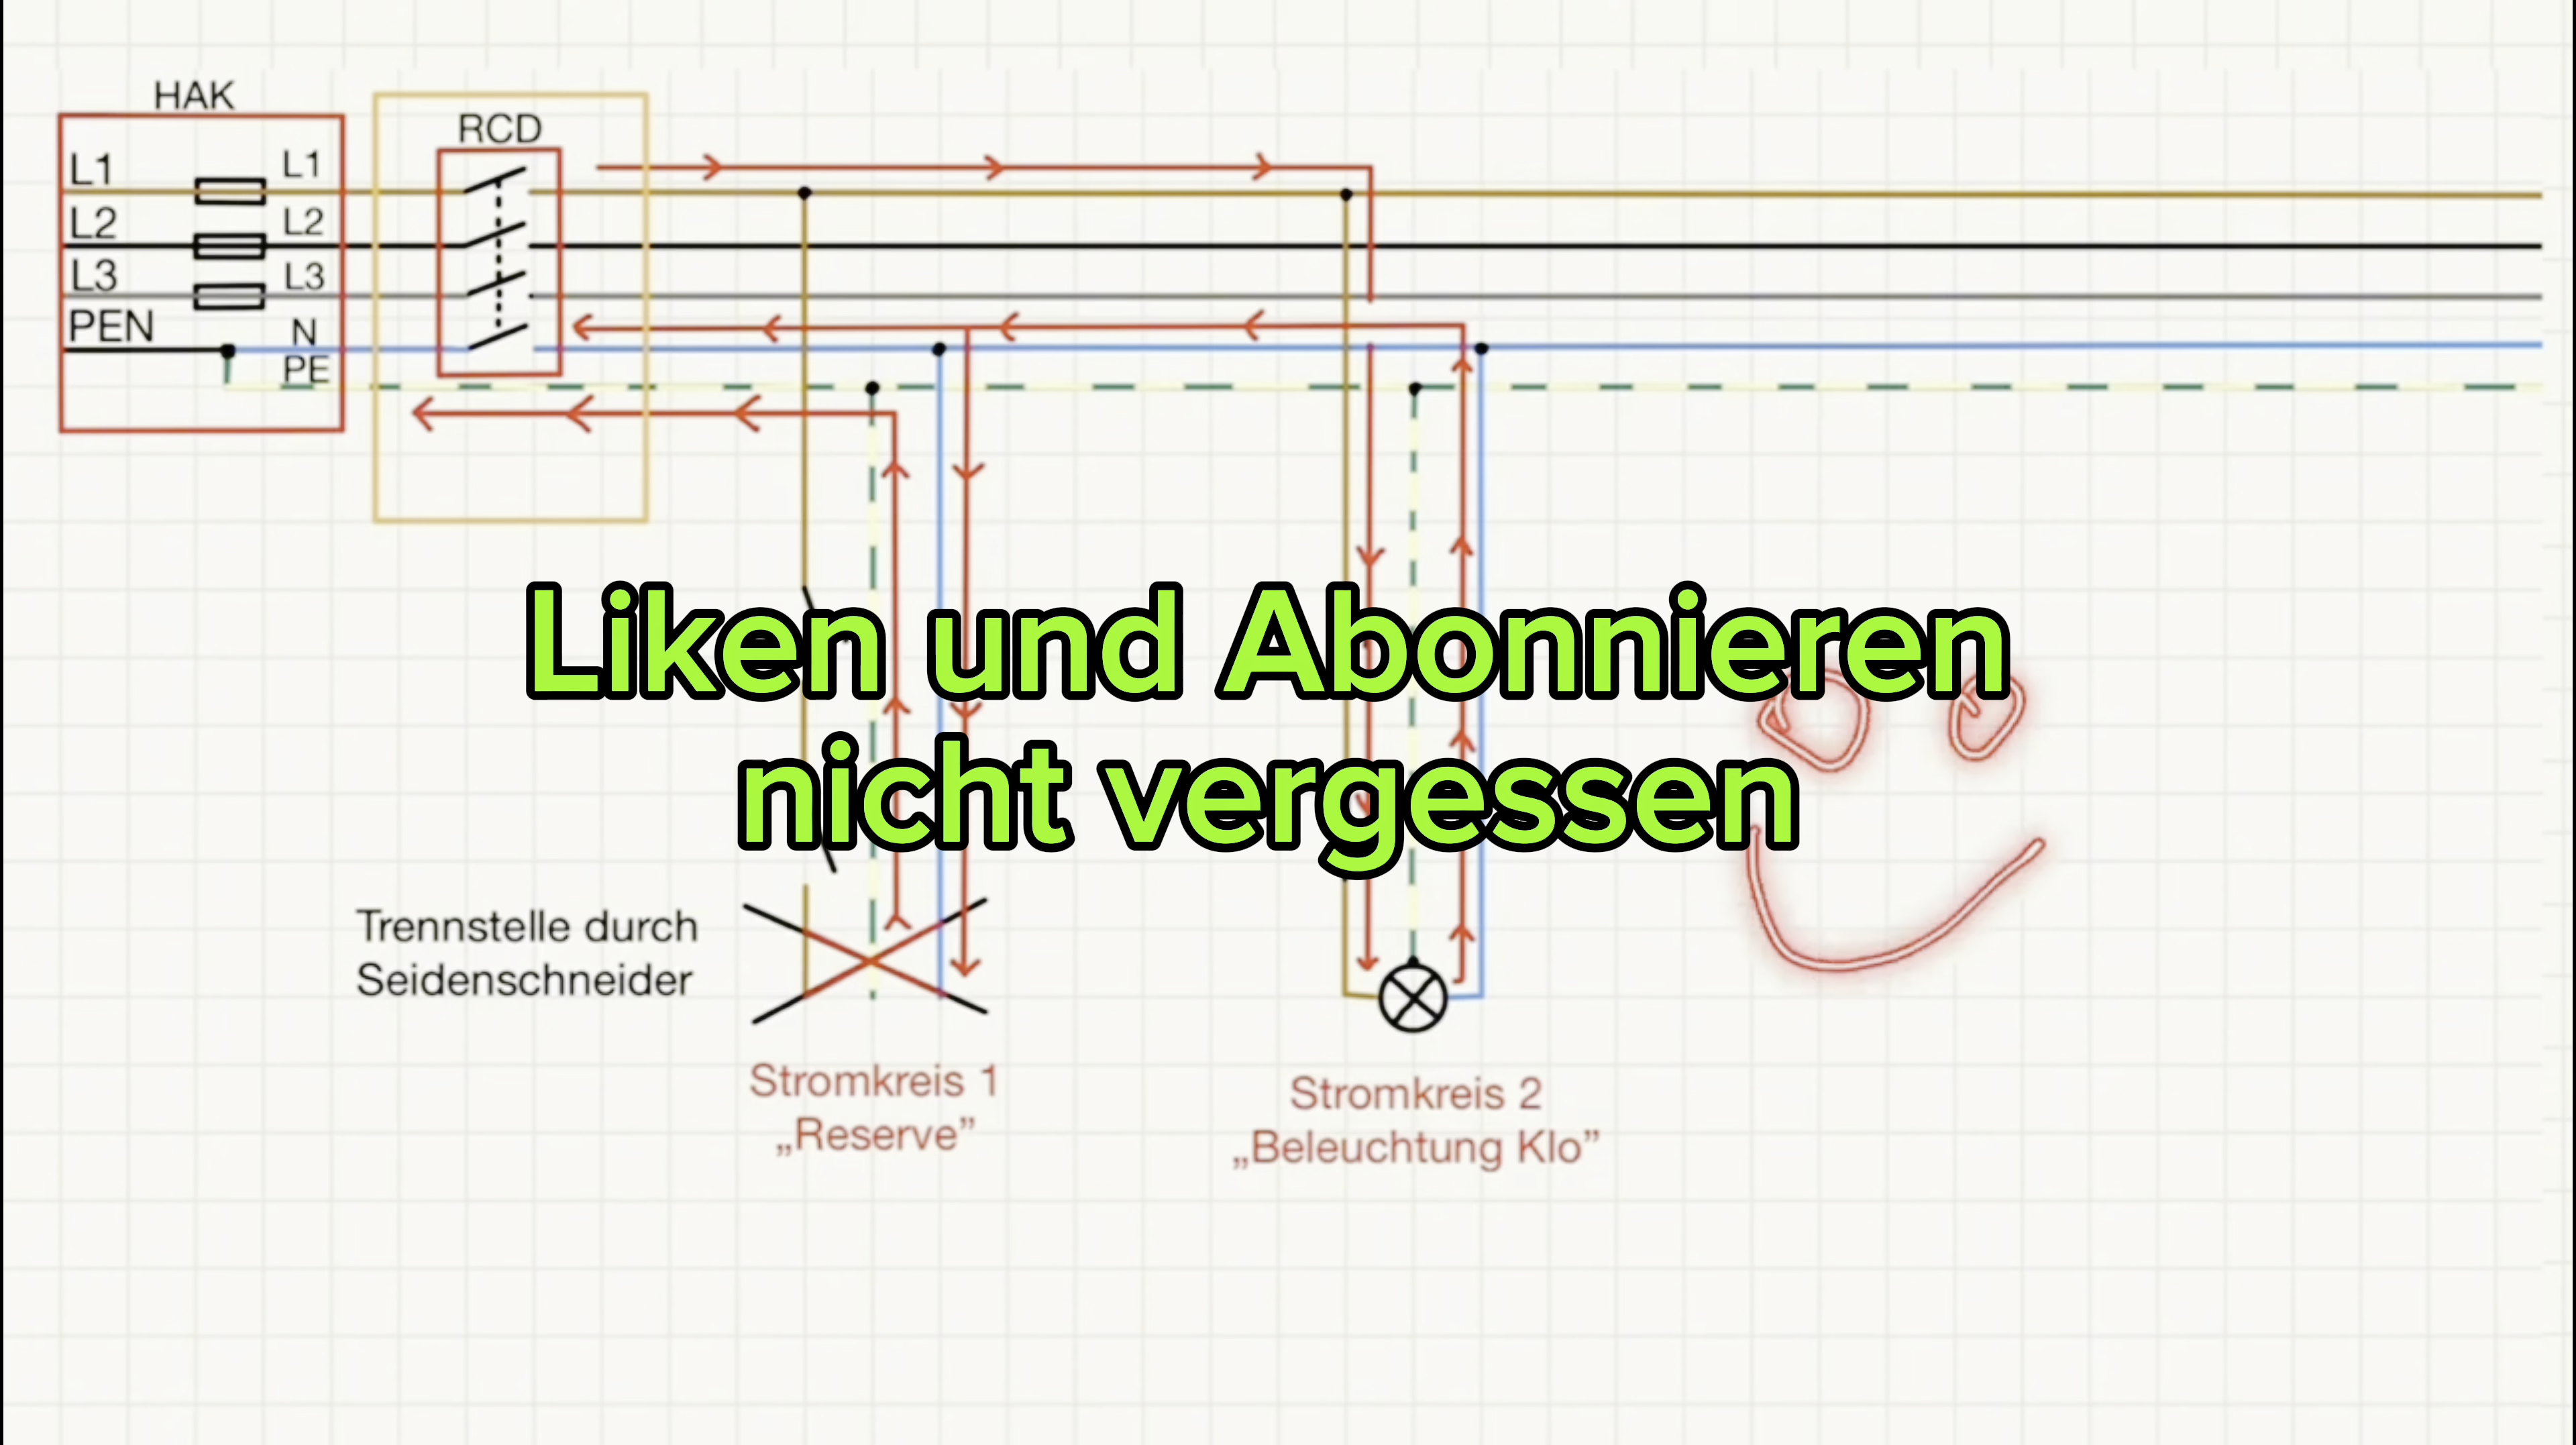 HAK
RCD
L1 L1
L2 L2
L3 L3
PEN N
PE
Liken und Abonnieren
nicht vergessen
Trennstelle durch
Seidenschneider
Stromkreis 1
„Reserve”
Stromkreis 2
„Beleuchtung Klo”